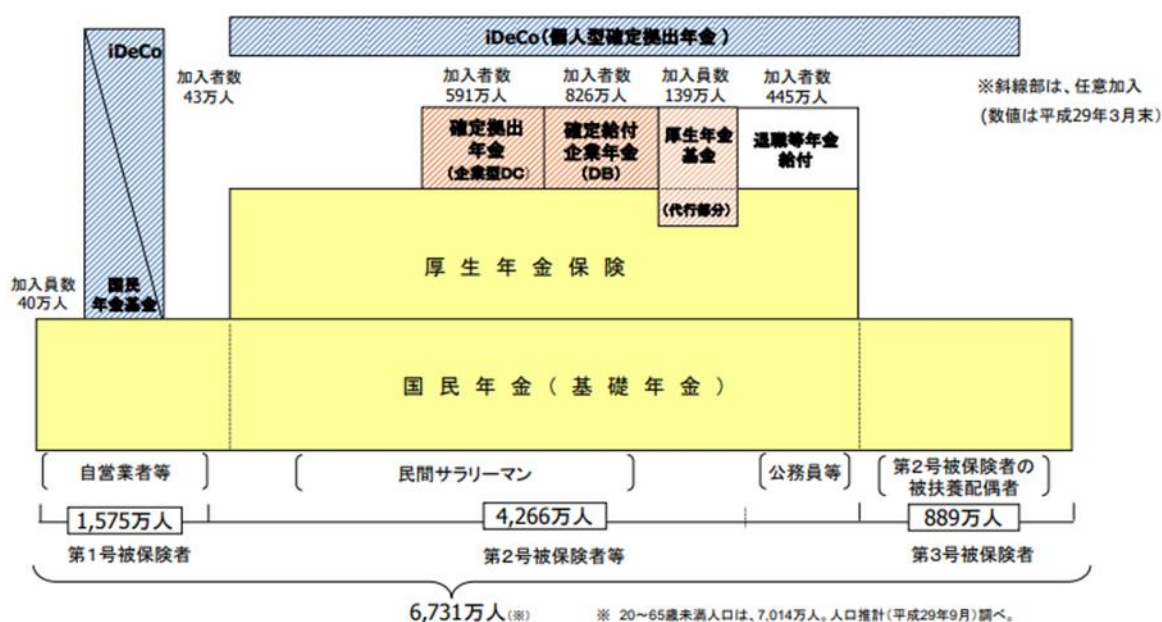 iDeCo
iDeCo(個人型確定拠出年金)
加入者数
43万人
加入者数
591万人
加入者数
826万人
加入員数
139万人
加入者数
445万人
※斜線部は、任意加入
(数値は平成29年3月末)
確定拠出
年金
(企業型DC)
確定給付
企業年金
(DB)
厚生年金
基金
(代行部分)
退職等年金
給付
厚生年金保険
加入員数
40万人
国民
年金基金
国民年金(基礎年金)
自営業者等
民間サラリーマン
公務員等
第2号被保険者の
被扶養配偶者
1,575万人
4,266万人
889万人
第1号被保険者
第2号被保険者等
第3号被保険者
6,731万人(※)
※ 20~65歳未満人口は、7,014万人。人口推計(平成29年9月)調べ。